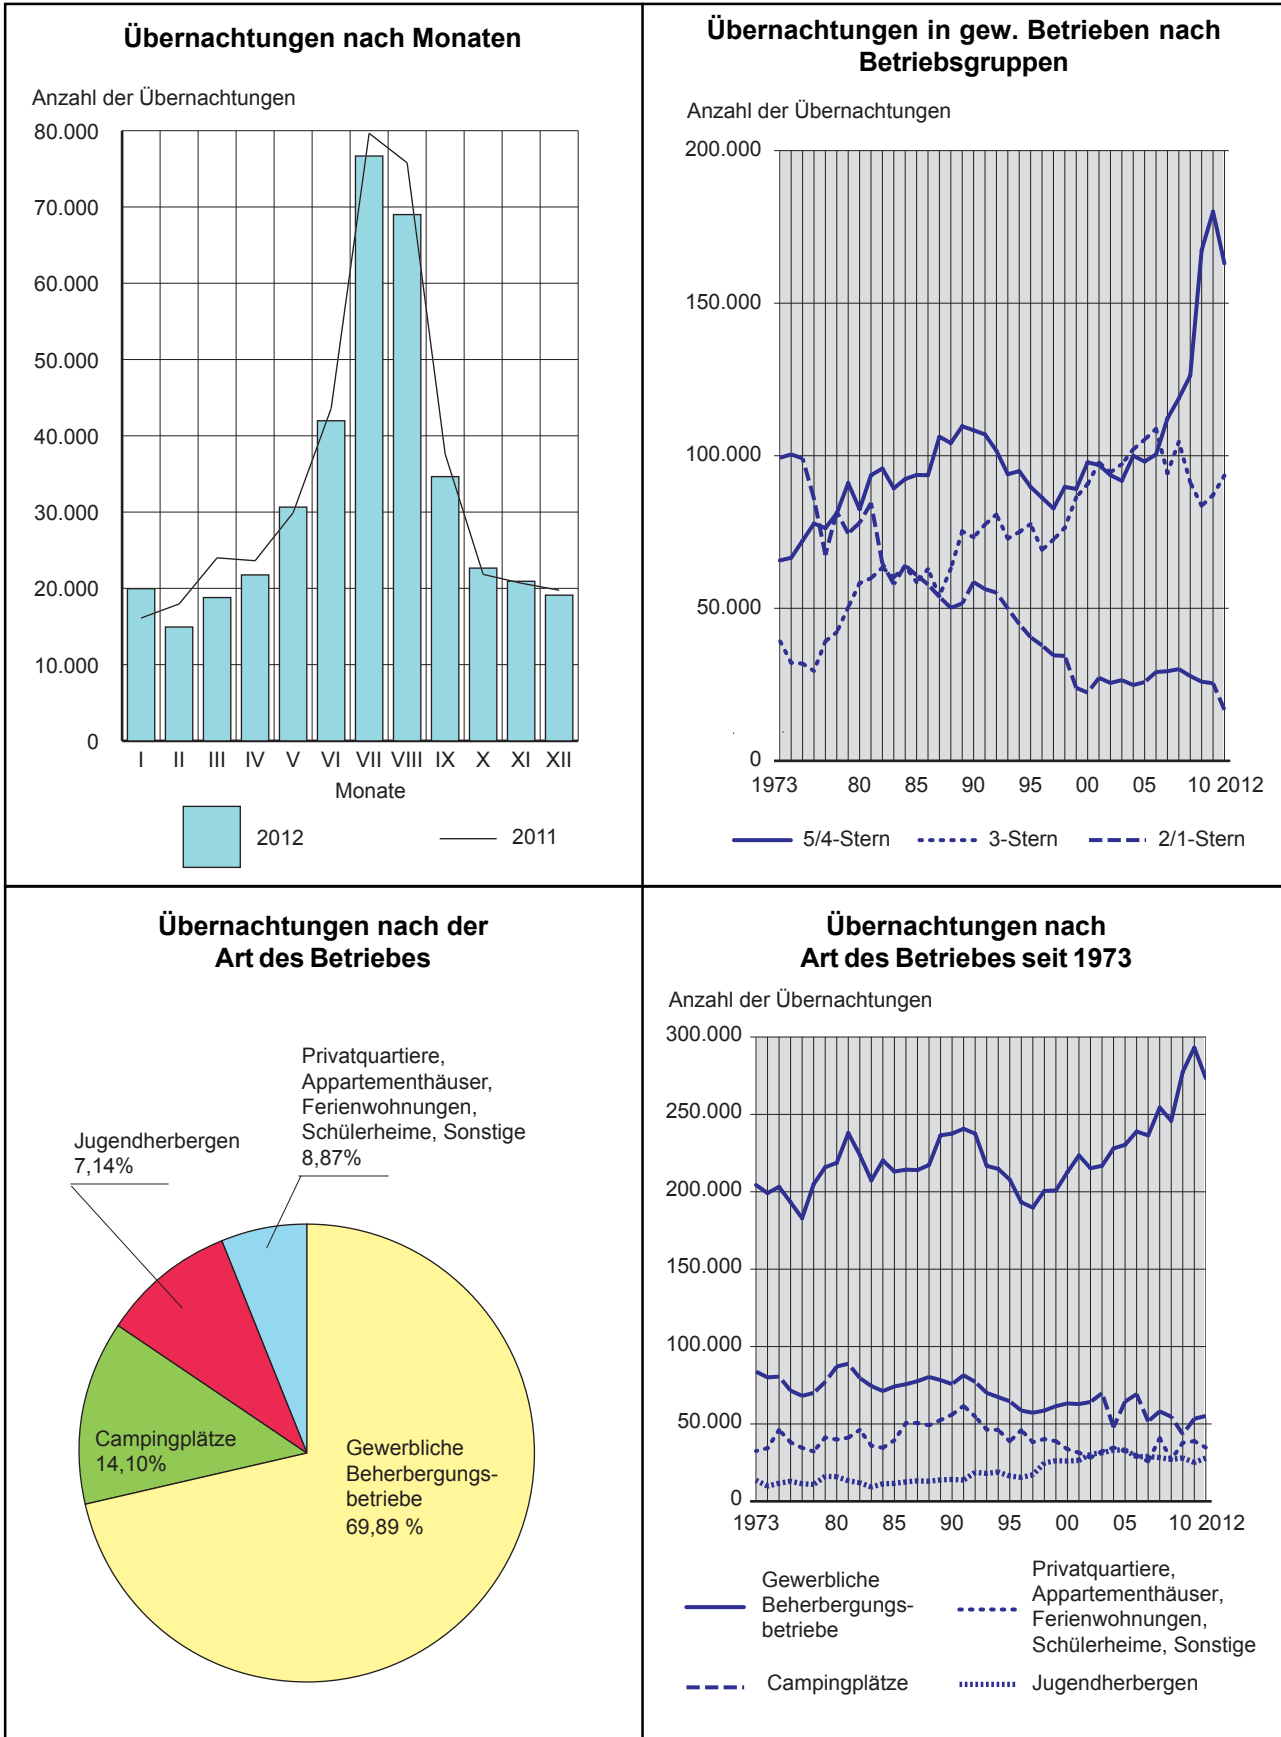 Übernachtungen nach Monaten
Anzahl der Übernachtungen
80.000
70.000
60.000
50.000
40.000
30.000
20.000
10.000
0
I II III IV V VI VII VIII IX X XI XII
Monate
2012
2011
Übernachtungen in gew. Betrieben nach
Betriebsgruppen
Anzahl der Übernachtungen
200.000
150.000
100.000
50.000
0
1973 80 85 90 95 00 05 10 2012
5/4-Stern
3-Stern
2/1-Stern
Übernachtungen nach der
Art des Betriebes
Privatquartiere,
Appartementhäuser,
Ferienwohnungen,
Schülerheime, Sonstige
8,87%
Jugendherbergen
7,14%
Campingplätze
14,10%
Gewerbliche
Beherbergungs-
betriebe
69,89 %
Übernachtungen nach
Art des Betriebes seit 1973
Anzahl der Übernachtungen
300.000
250.000
200.000
150.000
100.000
50.000
0
1973 80 85 90 95 00 05 10 2012
Gewerbliche
Beherbergungs-
betriebe
Privatquartiere,
Appartementhäuser,
Ferienwohnungen,
Schülerheime, Sonstige
Campingplätze
Jugendherbergen